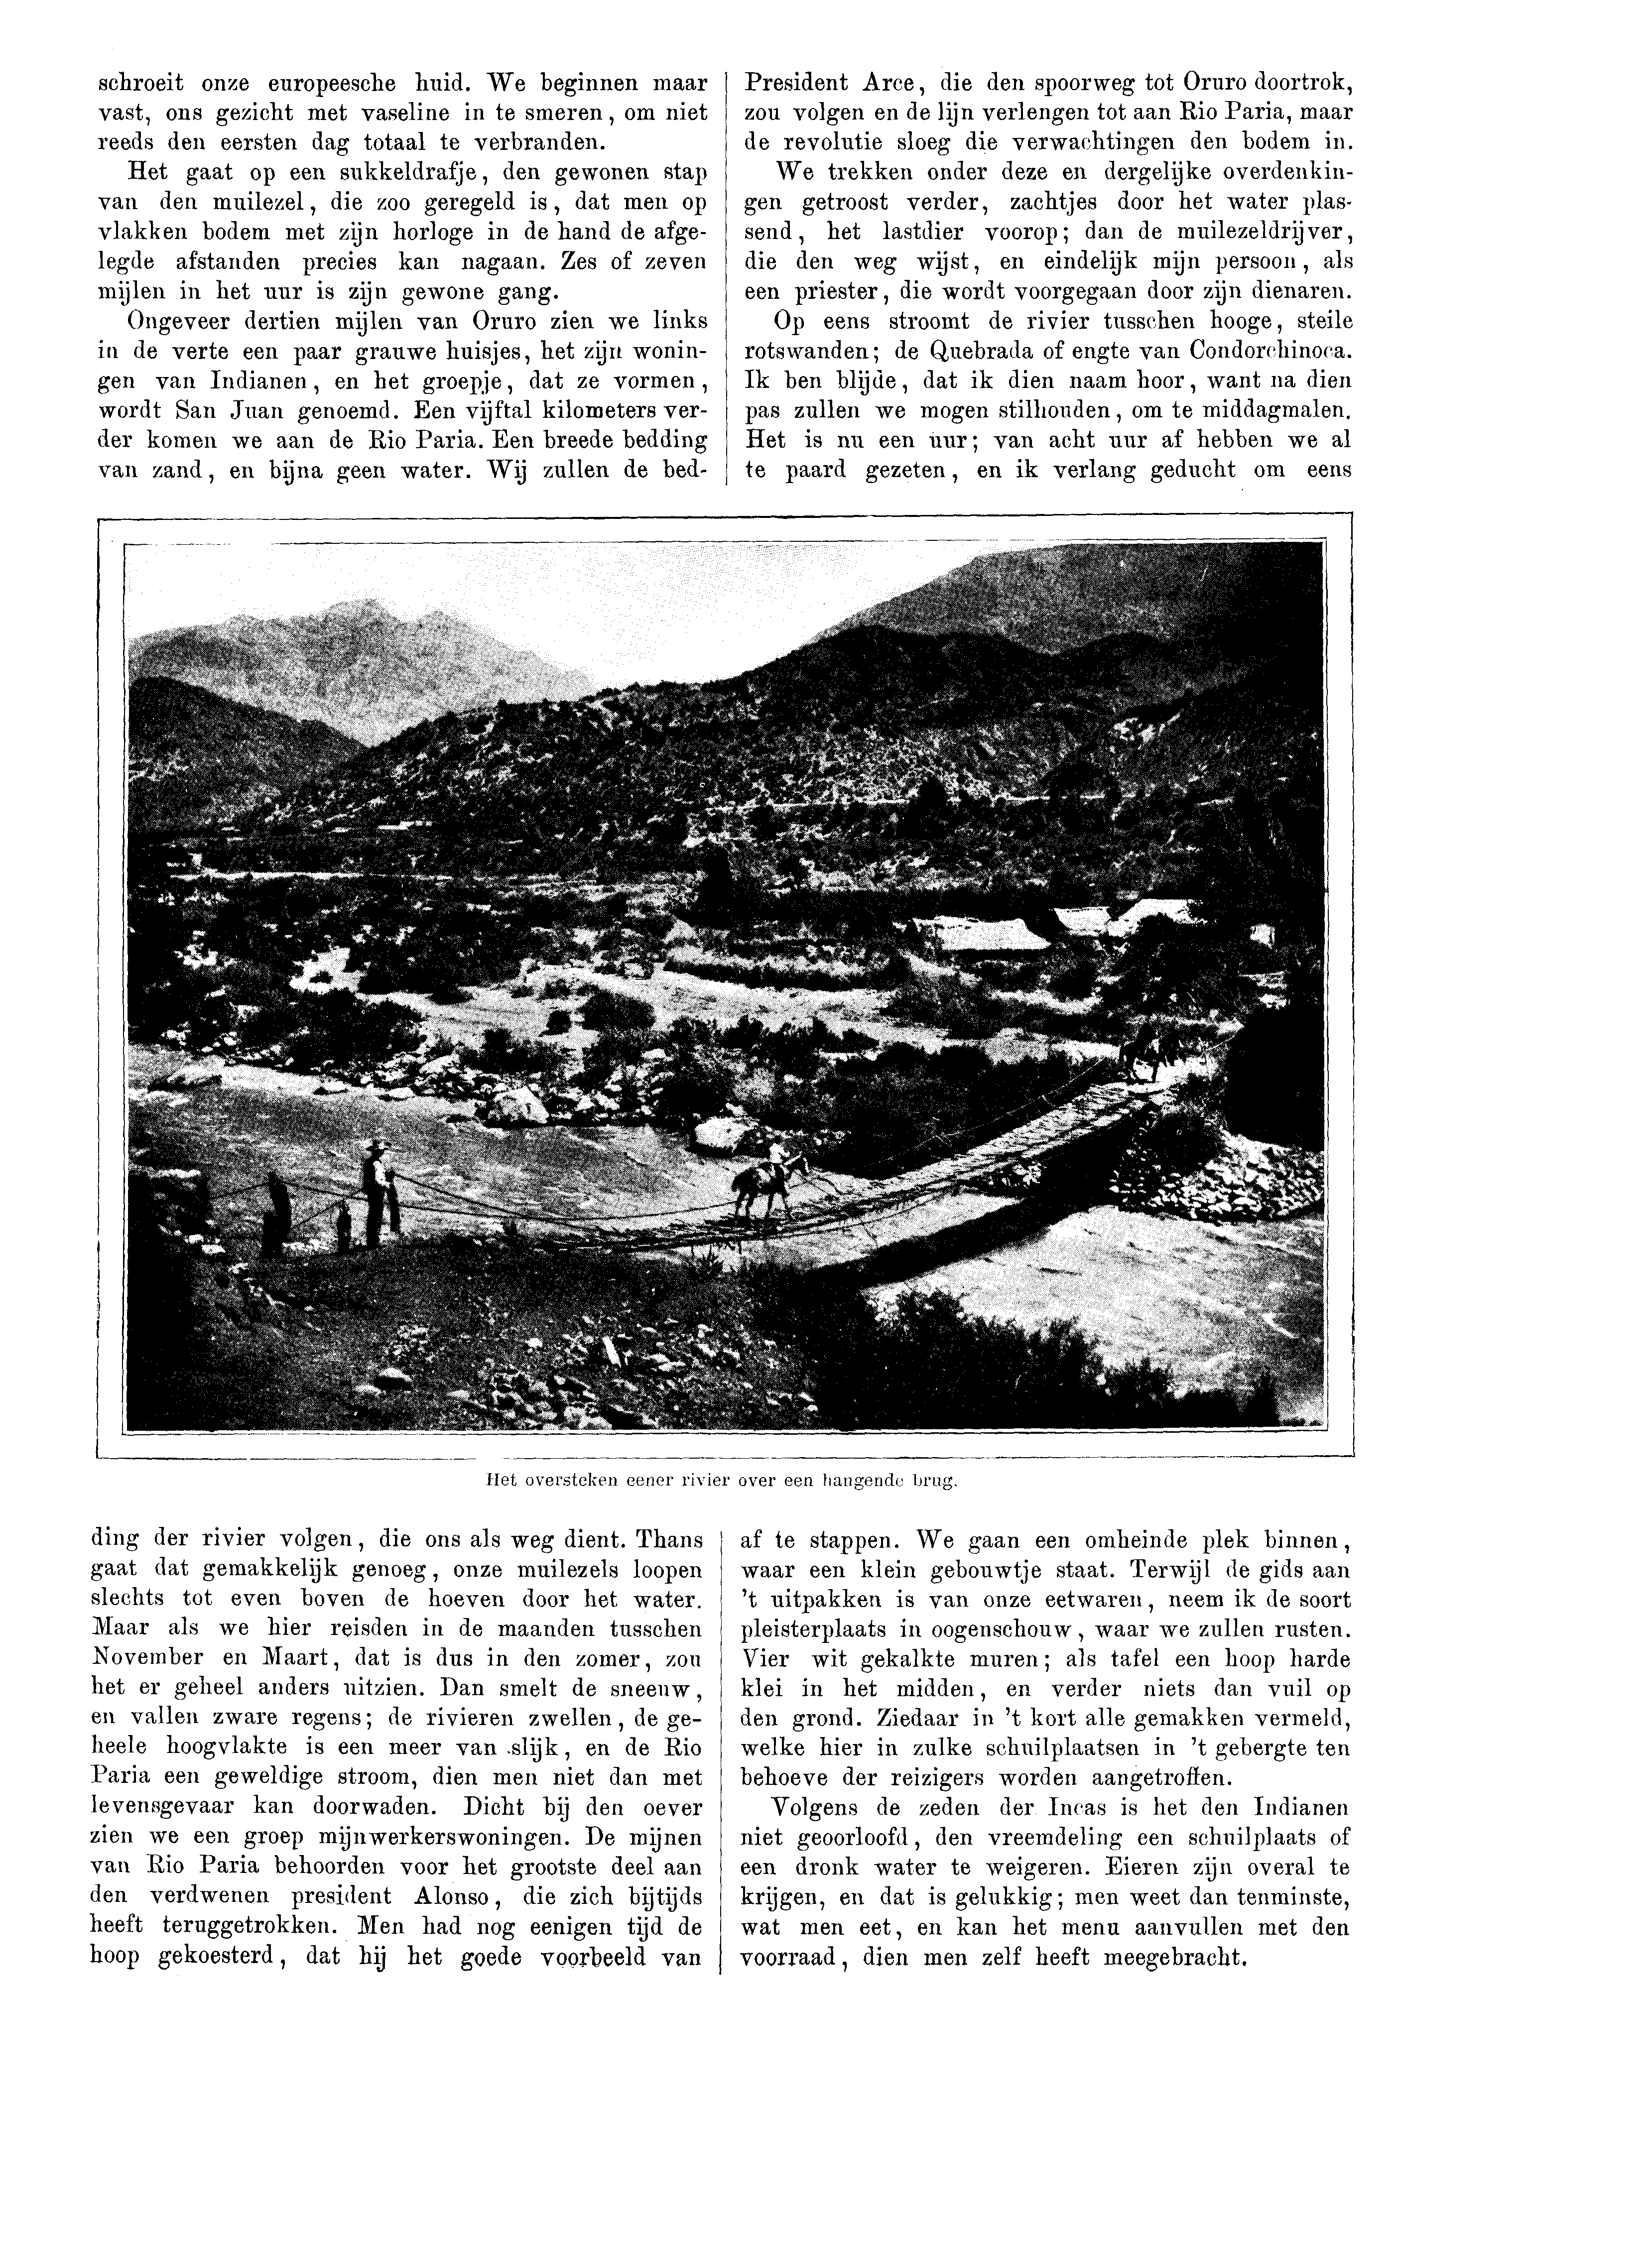 schroeit onze europeesche huid. We beginnen maar
vast, ons gezicht met vaseline in te smeren, om niet
reeds den eersten dag totaal te verbranden.
Het gaat op een sukkeldrafje, den gewonen stap
van den muilezel, die zoo geregeld is, dat men op
vlakken bodem met zijn horloge in de hand de afge-
legde afstanden precies kan nagaan. Zes of zeven
mijlen in het uur is zijn gewone gang.
Ongeveer dertien mijlen van Oruro zien we links
in de verte een paar grauwe huisjes, het zijn wonin-
gen van Indianen, en het groepje, dat ze vormen,
wordt San Juan genoemd. Een vijftal kilometers ver-
der komen we aan de Rio Paria. Een breede bedding
van zand, en bijna geen water. Wij zullen de bed-
ding der rivier volgen, die ons als weg dient. Thans
gaat dat gemakkelijk genoeg, onze muilezels loopen
slechts tot even boven de hoeven door het water.
Maar als we hier reisden in de maanden tusschen
November en Maart, dat is dus in den zomer, zou
het er geheel anders uitzien. Dan smelt de sneeuw,
en vallen zware regens; de rivieren zwellen, de ge-
heele hoogvlakte is een meer van slijk, en de Rio
Paria een geweldige stroom, dien men niet dan met
levensgevaar kan doorwaden. Dicht bij den oever
zien we een groep mijnwerkerswoningen. De mijnen
van Rio Paria behoorden voor het grootste deel aan
den verdwenen president Alonso, die zich bijtijds
heeft teruggetrokken. Men had nog eenigen tijd de
hoop gekoesterd, dat hij het goede voorbeeld van
President Arce, die den spoorweg tot Oruro doortrok,
zou volgen en de lijn verlengen tot aan Rio Paria, maar
de revolutie sloeg die verwachtingen den bodem in.
We trekken onder deze en dergelijke overdenkin-
gen getroost verder, zachtjes door het water plas-
send, het lastdier voorop; dan de muilezeldrijver,
die den weg wijst, en eindelijk mijn persoon, als
een priester, die wordt voorgegaan door zijn dienaren.
Op eens stroomt de rivier tusschen hooge, steile
rotswanden; de Quebrada of engte van Condorchinoca.
Ik ben blijde, dat ik dien naam hoor, want na dien
pas zullen we mogen stilhouden, om te middagmalen.
Het is nu een uur; van acht uur af hebben we al
te paard gezeten, en ik verlang geducht om eens
af te stappen. We gaan een omheinde plek binnen,
waar een klein gebouwtje staat. Terwijl de gids aan
't uitpakken is van onze eetwaren, neem ik de soort
pleisterplaats in oogenschouw, waar we zullen rusten.
Vier wit gekalkte muren; als tafel een hoop harde
klei in het midden, en verder niets dan vuil op
den grond. Ziedaar in 't kort alle gemakken vermeld,
welke hier in zulke schuilplaatsen in 't gebergte ten
behoeve der reizigers worden aangetroffen.
Volgens de zeden der Incas is het den Indianen
niet geoorloofd, den vreemdeling een schuilplaats of
een dronk water te weigeren. Eieren zijn overal te
krijgen, en dat is gelukkig; men weet dan tenminste,
wat men eet, en kan het menu aanvullen met den
voorraad, dien men zelf heeft meegebracht.
Het oversteken eener rivier over een hangende brug.